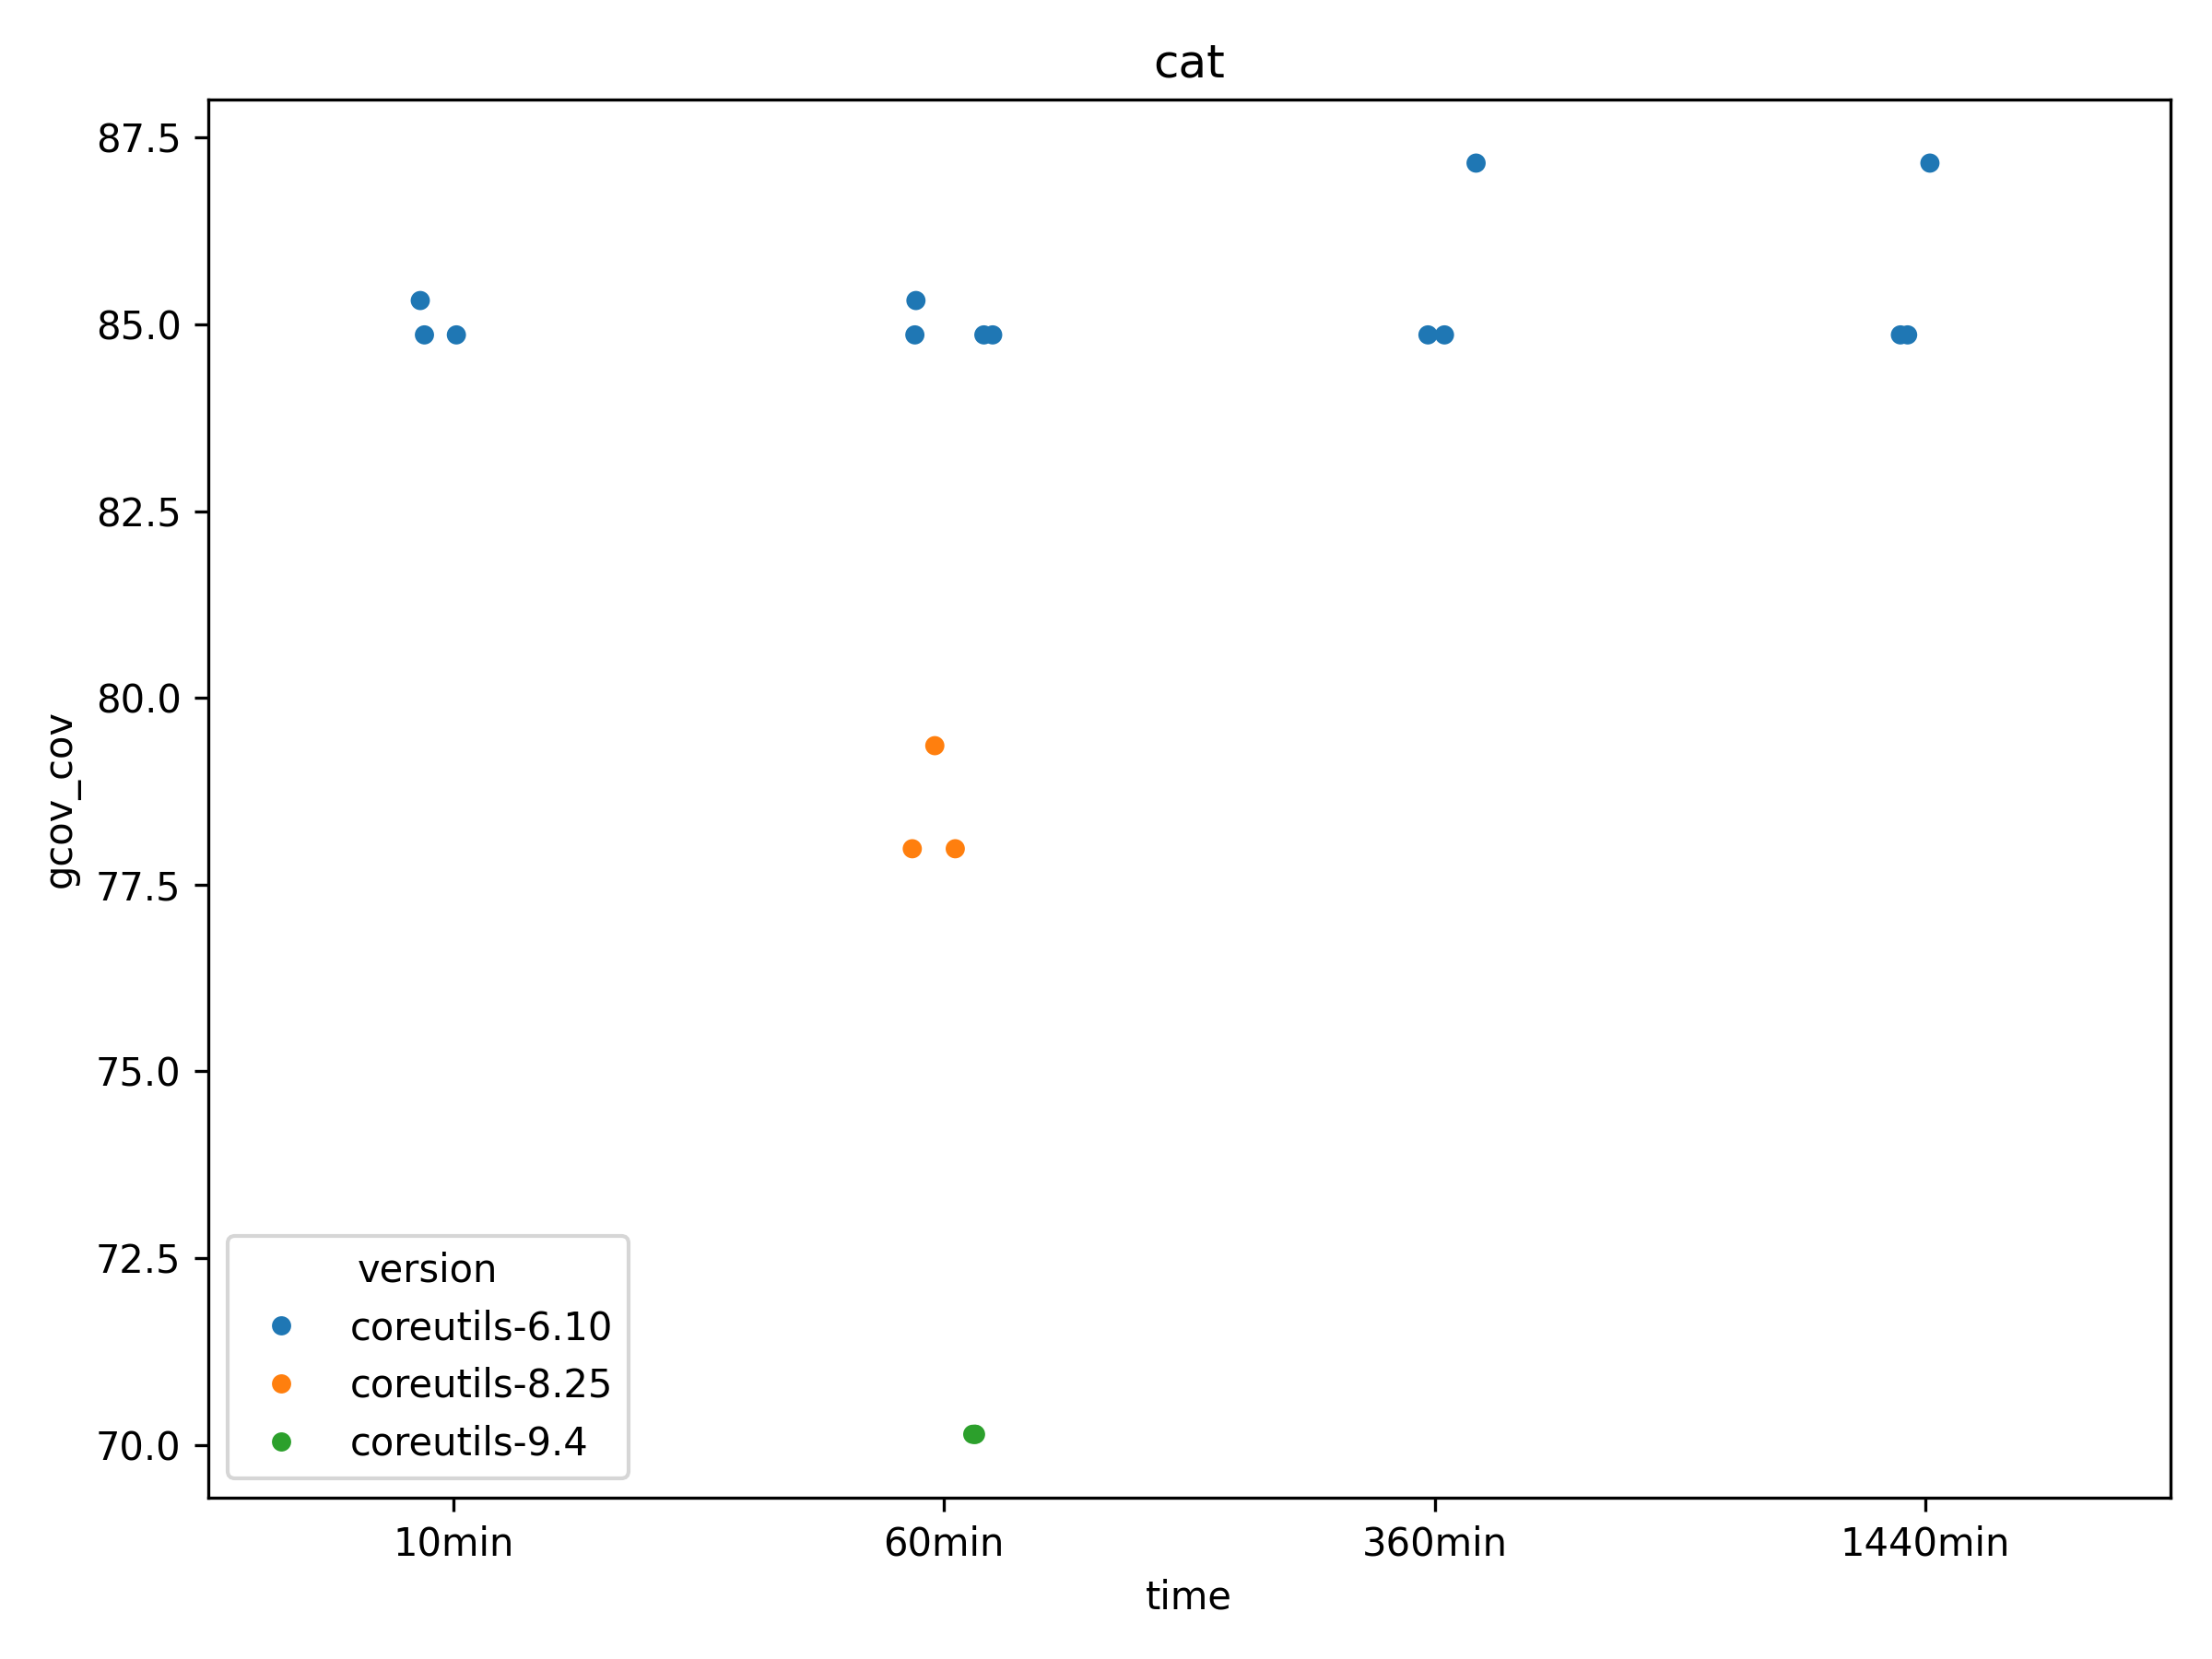 cat
gcov_cov
87.5
85.0
82.5
80.0
77.5
75.0
72.5
70.0
version
coreutils-6.10
coreutils-8.25
coreutils-9.4
10min 60min 360min 1440min
time